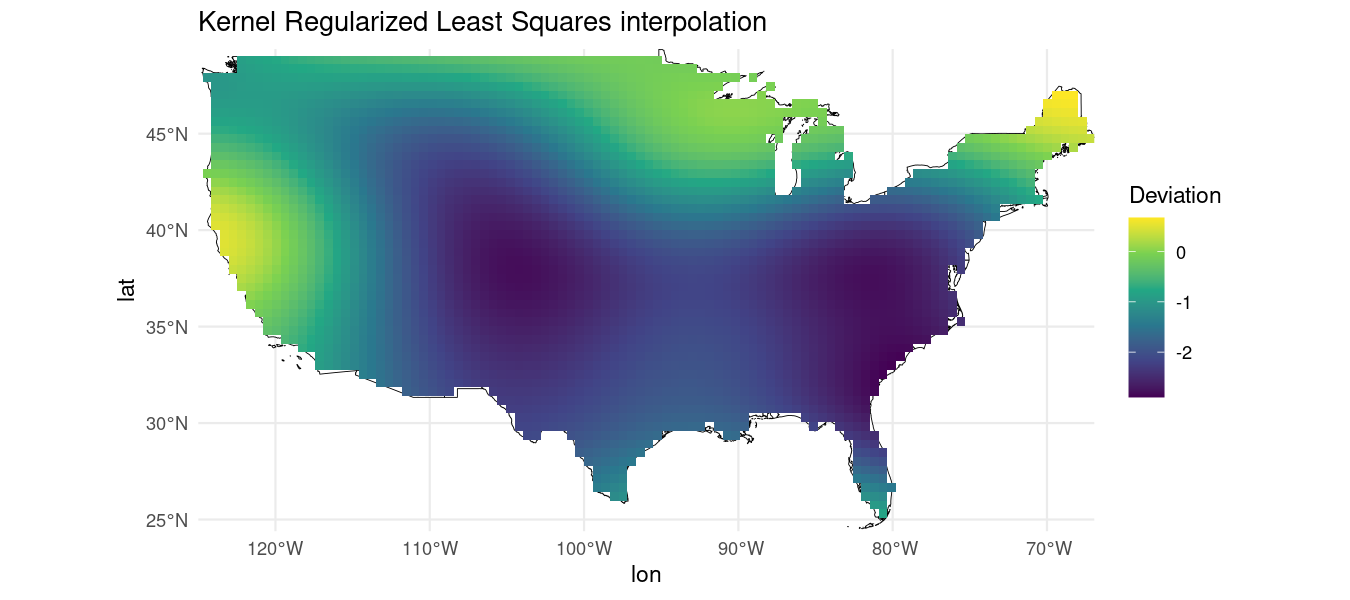 Kernel Regularized Least Squares interpolation
45°N
40°N
35°N
30°N
25°N
lat
120°W
110°W
100°W
90°W
80°W
70°W
lon
Deviation
0
-1
-2